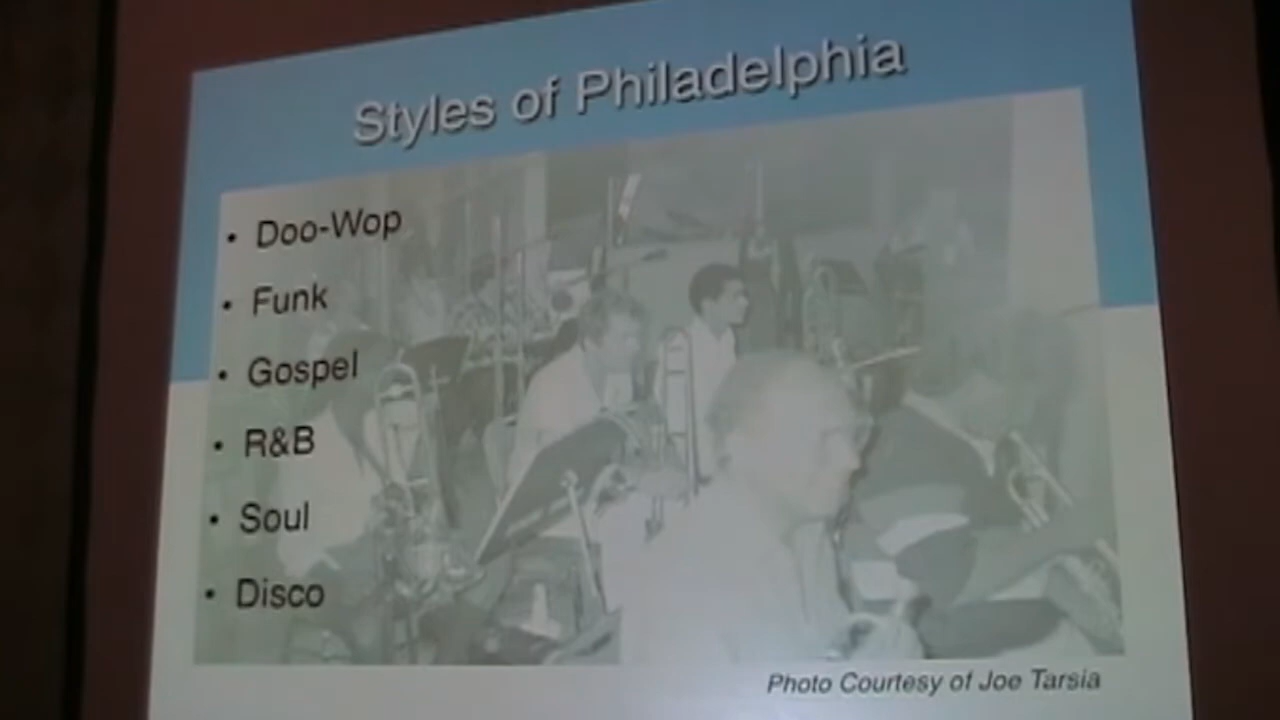 Styles of Philadelphia
• Doo-Wop
• Funk
• Gospel
• R&B
• Soul
• Disco
Photo Courtesy of Joe Tarsia